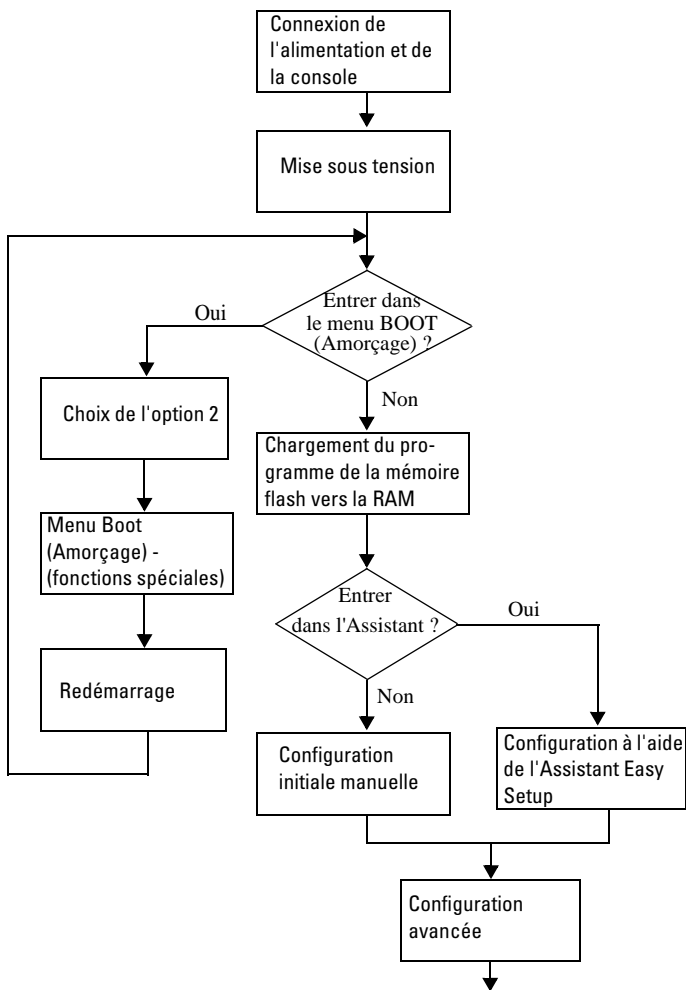 Connexion de
l'alimentation et de
la console
Mise sous tension
Entrer dans
le menu BOOT
(Amorçage) ?
Oui
Non
Choix de l'option 2
Chargement du pro-
gramme de la mémoire
flash vers la RAM
Menu Boot
(Amorçage) -
(fonctions spéciales)
Entrer
dans l'Assistant ?
Oui
Non
Redémarrage
Configuration
initiale manuelle
Configuration à l'aide
de l'Assistant Easy
Setup
Configuration
avancée